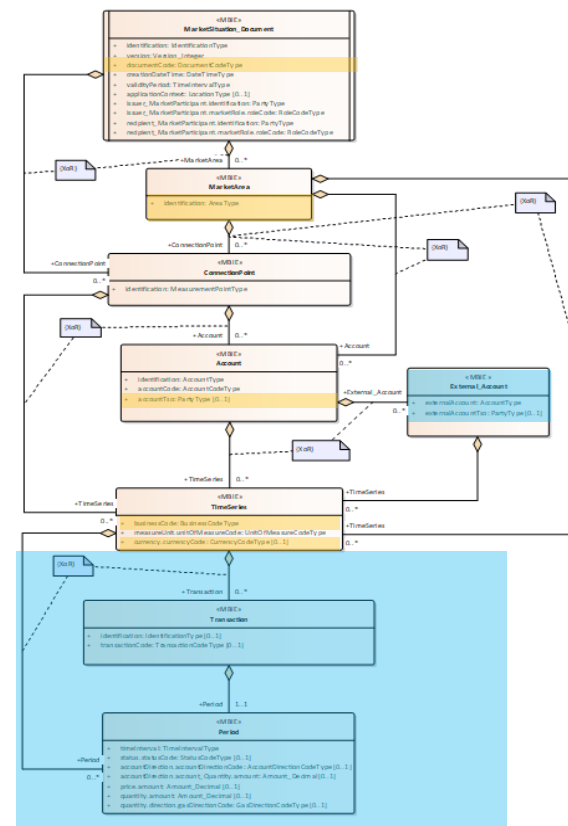 «MBIE»
MarketSituation_Document
+ identification: IdentificationType
+ version: Version_Integer
+ documentCode: DocumentCodeType
+ creationDateTime: DateTimeType
+ validityPeriod: TimeIntervalType
+ applicationContext: LocationType [0..1]
+ issuer_MarketParticipant.identification: PartyType
+ issuer_MarketParticipant.marketRole.roleCode: RoleCodeType
+ recipient_MarketParticipant.identification: PartyType
+ recipient_MarketParticipant.marketRole.roleCode: RoleCodeType
{XoR}
+MarketArea
0..*
«MBIE»
MarketArea
+ identification: AreaType
{XoR}
+ConnectionPoint
0..*
{XoR}
+ConnectionPoint
0..*
«MBIE»
ConnectionPoint
+ identification: MeasurementPointType
{XoR}
+Account
0..*
+Account
0..*
«MBIE»
Account
+ identification: AccountType
+ accountCode: AccountCodeType
+ accountTso: PartyType [0..1]
+External_Account
0..*
«MBIE»
External_Account
+ externalAccount: AccountType
+ externalAccountTso: PartyType [0..1]
{XoR}
+TimeSeries
0..*
+TimeSeries
0..*
«MBIE»
TimeSeries
+ businessCode: BusinessCodeType
+ measureUnit.unitOfMeasureCode: UnitOfMeasureCodeType
+ currency.currencyCode: CurrencyCodeType [0..1]
+TimeSeries
0..*
+TimeSeries
0..*
{XoR}
+Transaction
0..*
«MBIE»
Transaction
+ identification: IdentificationType [0..1]
+ transactionCode: TransactionCodeType [0..1]
+Period
1..1
«MBIE»
Period
+ timeInterval: TimeIntervalType
+ status.statusCode: StatusCodeType [0..1]
+ accountDirection.accountDirectionCode: AccountDirectionCodeType [0..1]
+ accountDirection.account_Quantity.amount: Amount_Decimal [0..1]
+ price.amount: Amount_Decimal [0..1]
+ quantity.amount: Amount_Decimal [0..1]
+ quantity.direction.gasDirectionCode: GasDirectionCodeType [0..1]
+Period
0..*